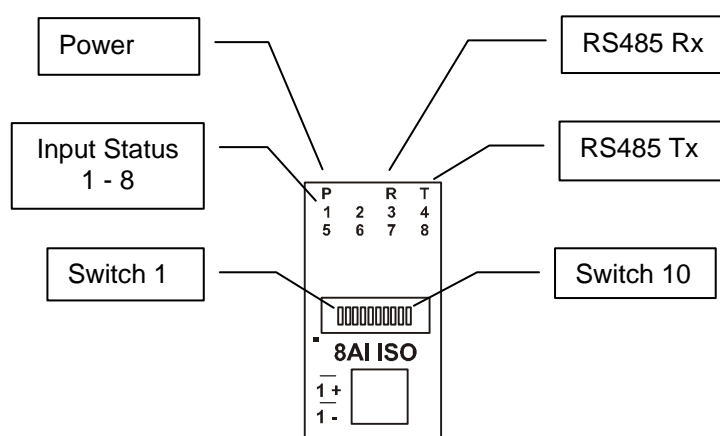 Power
RS485 Rx
Input Status
1 - 8
RS485 Tx
P R T
1 2 3 4
5 6 7 8
Switch 1
Switch 10
8AI ISO
1 +
1 -